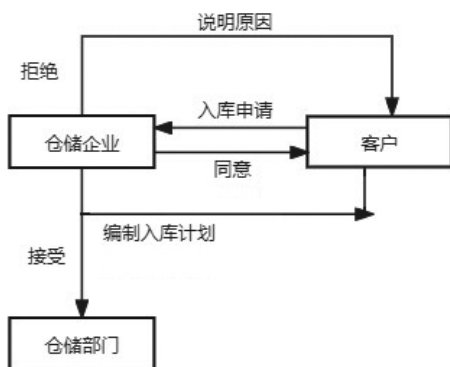 说明原因
拒绝
入库申请
仓储企业
客户
同意
编制入库计划
接受
仓储部门